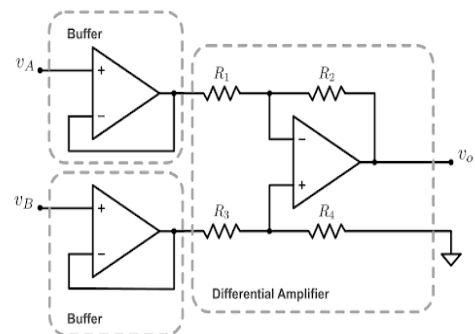 Buffer
v_A
+
-
R_1
R_2
-
+
v_o
v_B
+
-
R_3
R_4
Buffer
Differential Amplifier